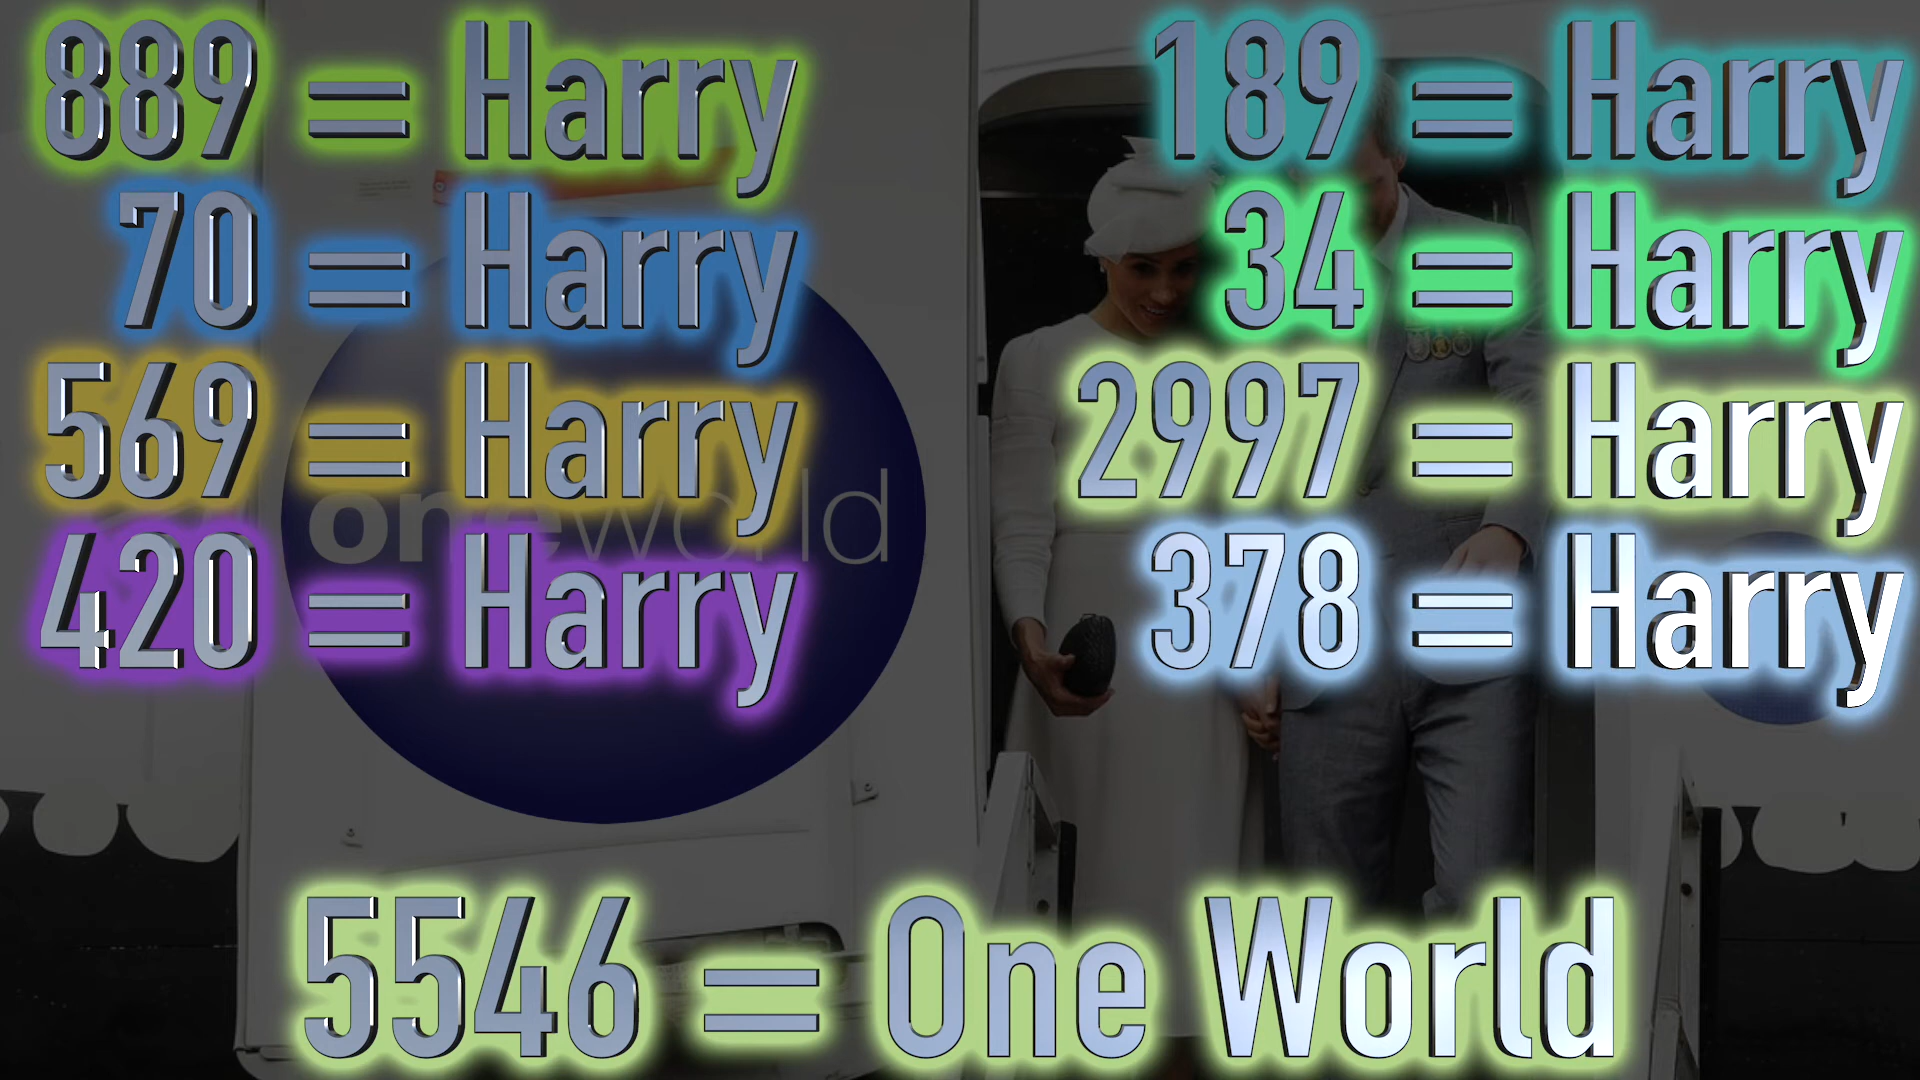 889 = Harry
70 = Harry
569 = Harry
420 = Harry
189 = Harry
34 = Harry
2997 = Harry
378 = Harry
oneworld
5546 = One World